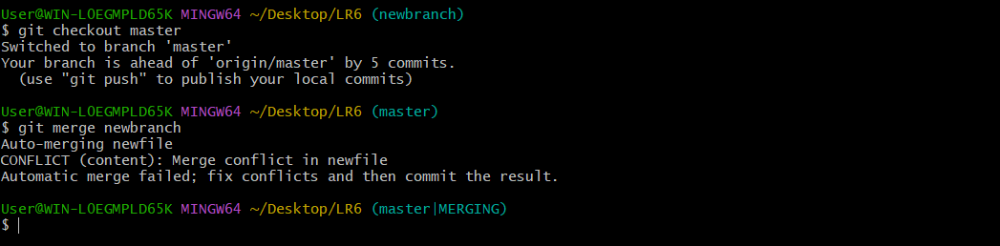 User@WIN-LOEGMPLD65K MINGW64 ~/Desktop/LR6 (newbranch)
$ git checkout master
Switched to branch 'master'
Your branch is ahead of 'origin/master' by 5 commits.
  (use "git push" to publish your local commits)
User@WIN-LOEGMPLD65K MINGW64 ~/Desktop/LR6 (master)
$ git merge newbranch
Auto-merging newfile
CONFLICT (content): Merge conflict in newfile
Automatic merge failed; fix conflicts and then commit the result.
User@WIN-LOEGMPLD65K MINGW64 ~/Desktop/LR6 (master|MERGING)
$